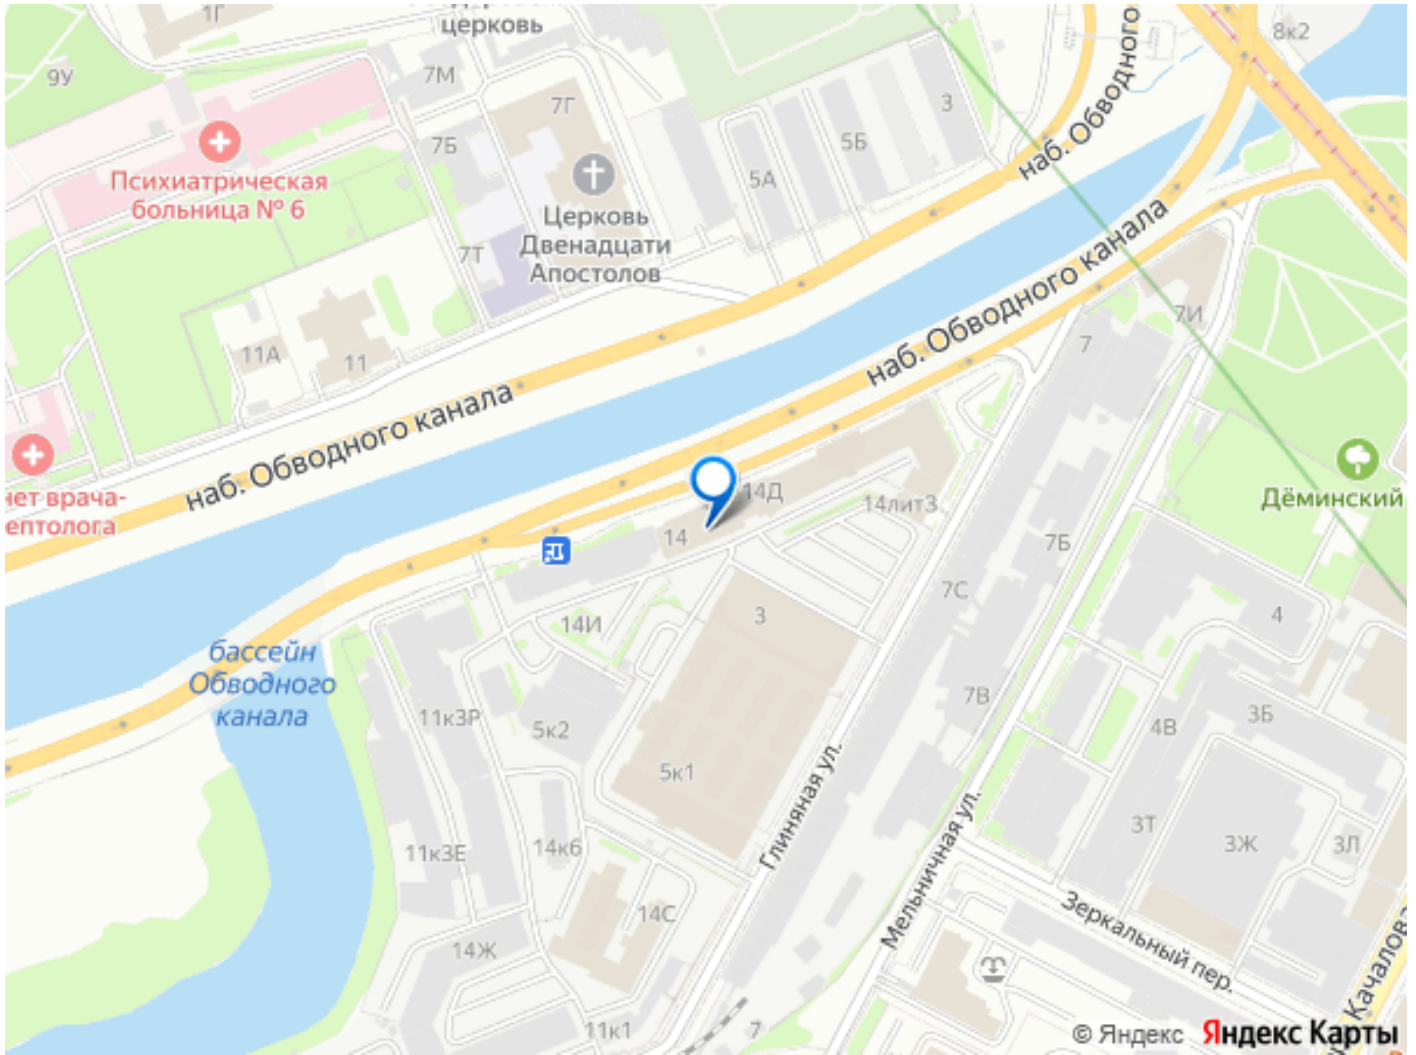 1Г
церковь
8к2
9У
7М
7Г
3
7Б
5Б
наб. Обводного
Психиатрическая
больница № 6
5А
Церковь
Двенадцати
Апостолов
7Т
наб. Обводного канала
7И
11А
11
7
наб. Обводного канала
14Д
14литЗ
Дёминский
нет врача-
ептолога
14
7Б
7С
3
4
14И
бассейн
Обводного
канала
7В
11к3Р
5к2
3Б
4В
5к1
Глиняная ул.
Мельничная ул.
3Т
3Ж
3Л
11к3Е
14к6
14С
Зеркальный пер.
Качалова
14Ж
11к1
7
© Яндекс Яндекс Карты